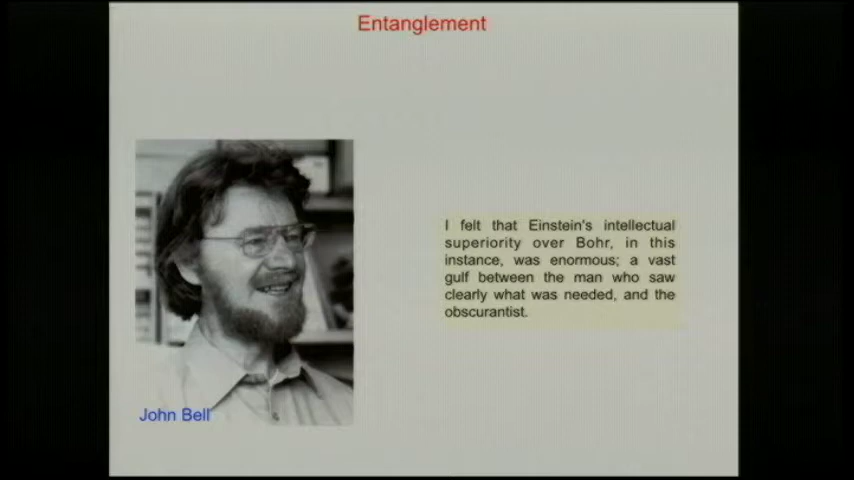 Entanglement
I felt that Einstein's intellectual
superiority over Bohr, in this
instance, was enormous; a vast
gulf between the man who saw
clearly what was needed, and the
obscurantist.
John Bell